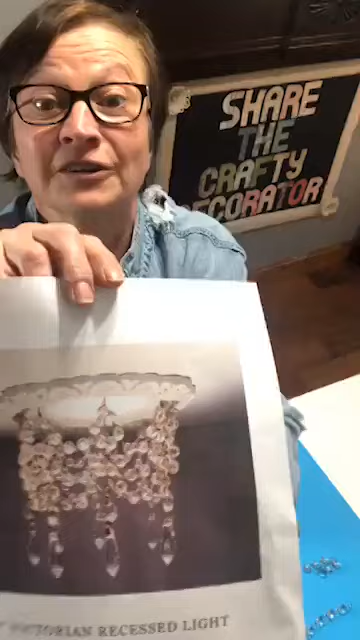 SHARE
THE
CRAFTY
DECORATOR
VICTORIAN RECESSED LIGHT